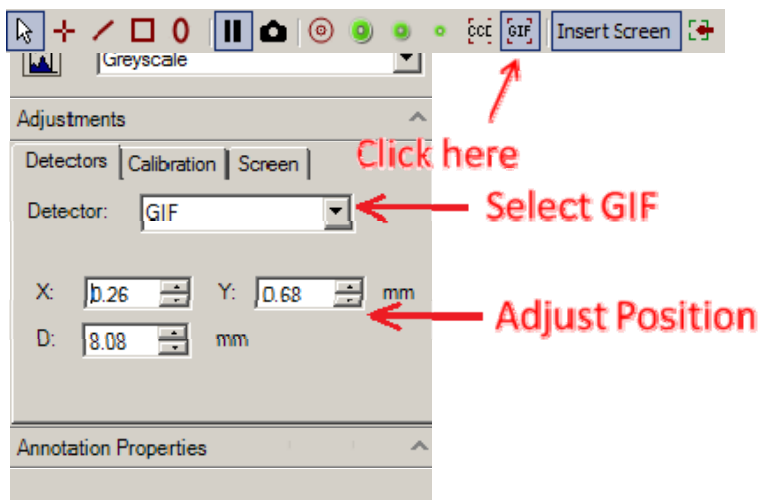 CCD GIF Insert Screen
Greyscale
Adjustments
Click here
Detectors Calibration Screen
Detector: GIF
Select GIF
X: 0.26 Y: 0.68 mm
Adjust Position
D: 8.08 mm
Annotation Properties